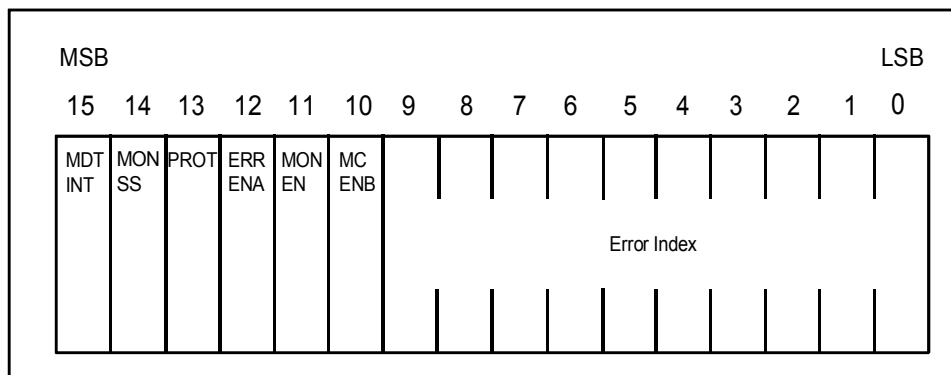 MSB LSB
15 14 13 12 11 10 9 8 7 6 5 4 3 2 1 0
MDT MON PROT ERR MON MC
INT SS ENA EN ENB
Error Index